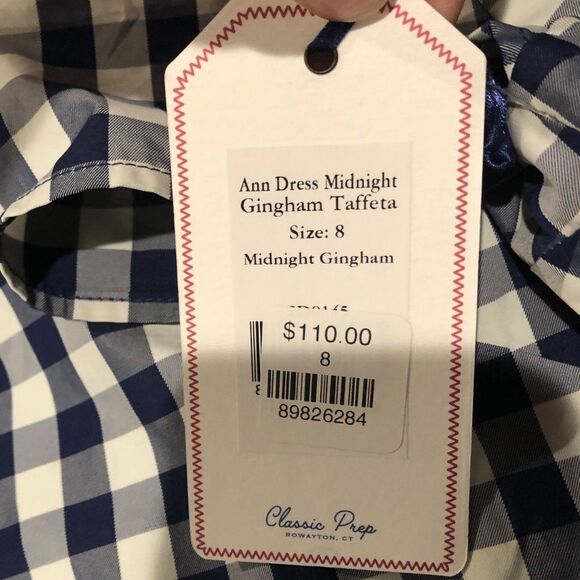 Ann Dress Midnight
Gingham Taffeta
Size: 8
Midnight Gingham
$110.00
8
89826284
Classic Prep
ROWAYTON, CT